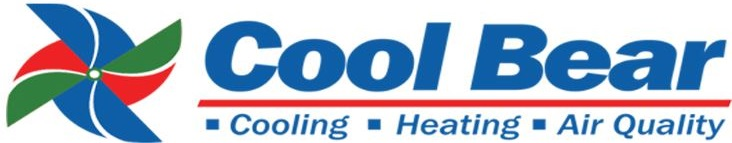 Cool Bear
▪ Cooling ▪ Heating ▪ Air Quality